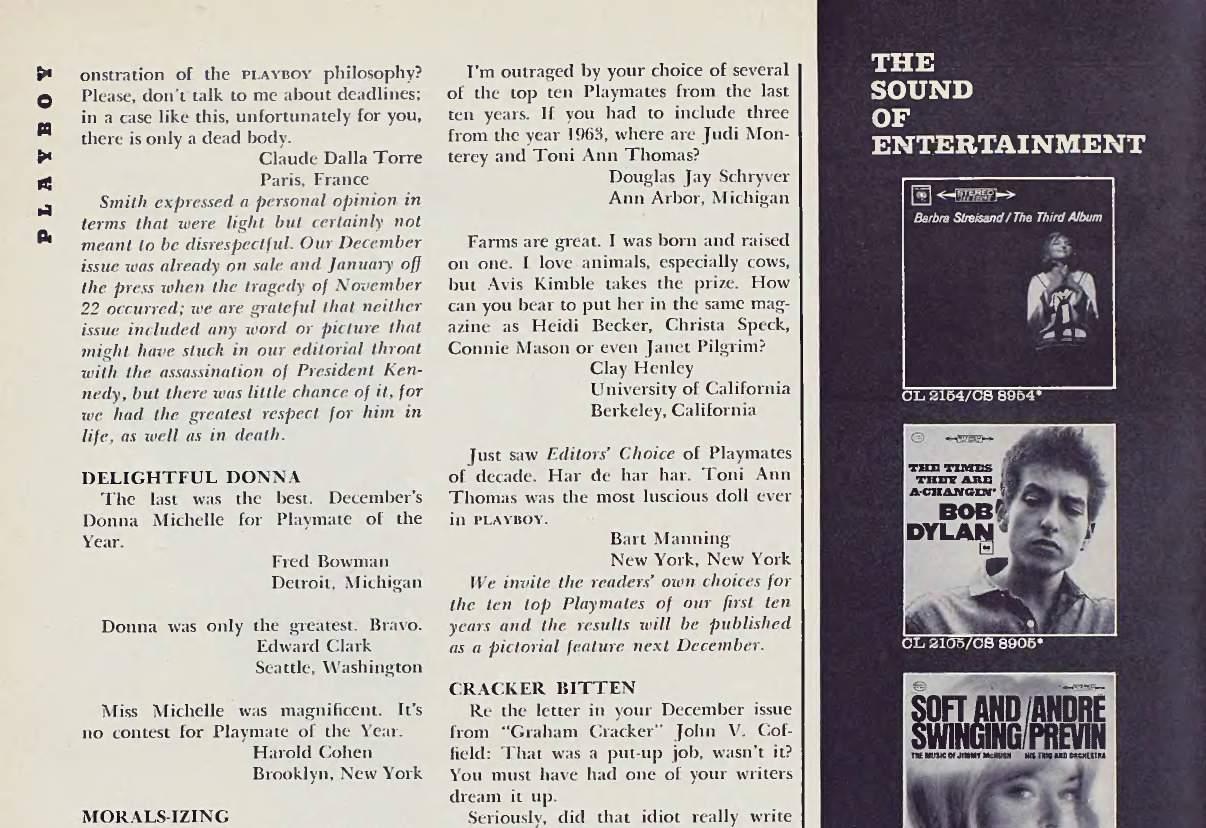 PLAYBOY
onstration of the PLAYBOY philosophy?
Please, don't talk to me about deadlines;
in a case like this, unfortunately for you,
there is only a dead body.
Claude Dalla Torre
Paris, France
Smith expressed a personal opinion in
terms that were light but certainly not
meant to be disrespectful. Our December
issue was already on sale and January off
the press when the tragedy of November
22 occurred; we are grateful that neither
issue included any word or picture that
might have stuck in our editorial throat
with the assassination of President Ken-
nedy, but there was little chance of it, for
we had the greatest respect for him in
life, as well as in death.
DELIGHTFUL DONNA
The last was the best. December's
Donna Michelle for Playmate of the
Year.
Fred Bowman
Detroit, Michigan
Donna was only the greatest. Bravo.
Edward Clark
Seattle, Washington
Miss Michelle was magnificent. It's
no contest for Playmate of the Year.
Harold Cohen
Brooklyn, New York
MORALS-IZING
I'm outraged by your choice of several
of the top ten Playmates from the last
ten years. If you had to include three
from the year 1963, where are Judi Mon-
terey and Toni Ann Thomas?
Douglas Jay Schryver
Ann Arbor, Michigan
Farms are great. I was born and raised
on one. I love animals, especially cows,
but Avis Kimble takes the prize. How
can you bear to put her in the same mag-
azine as Heidi Becker, Christa Speck,
Connie Mason or even Janet Pilgrim?
Clay Henley
University of California
Berkeley, California
Just saw Editors' Choice of Playmates
of decade. Har de har har. Toni Ann
Thomas was the most luscious doll ever
in PLAYBOY.
Bart Manning
New York, New York
We invite the readers' own choices for
the ten top Playmates of our first ten
years and the results will be published
as a pictorial feature next December.
CRACKER BITTEN
Re the letter in your December issue
from "Graham Cracker" John V. Cof-
field: That was a put-up job, wasn't it?
You must have had one of your writers
dream it up.
Seriously, did that idiot really write
THE
SOUND
OF
ENTERTAINMENT
STEREO
Barbra Streisand / The Third Album
CL 2154/CS 8954*
THE TIMES
THEY ARE
A-CHANGIN'
BOB
DYLAN
CL 2105/CS 8905*
SOFT AND / ANDRÉ
SWINGING / PREVIN
THE MUSIC OF JIMMY McHUGH HIS TRIO AND ORCHESTRA